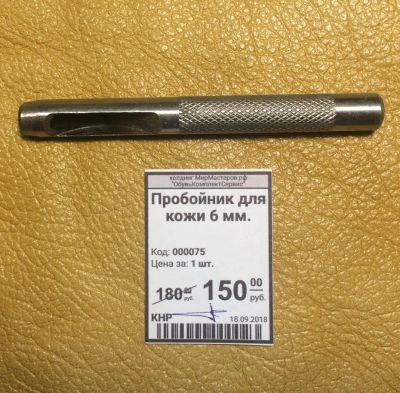 холдинг МирМастеров.рф
"ОбувьКомплектСервис"
Пробойник для
кожи 6 мм.
Код: 000075
Цена за: 1 шт.
180 00 руб. 150 00 руб.
КНР
18.09.2018